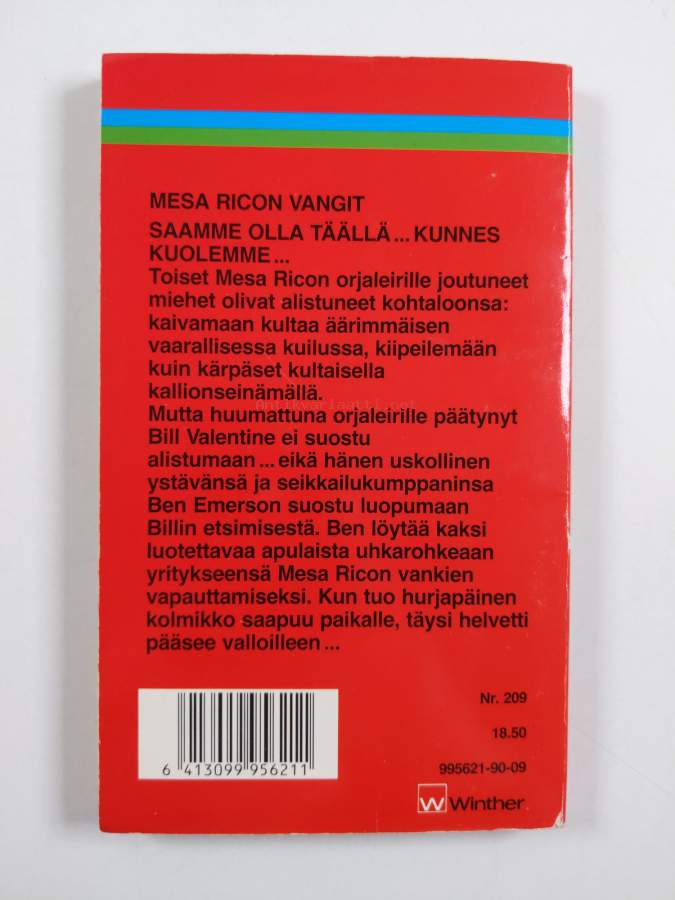 MESA RICON VANGIT
SAAMME OLLA TÄÄLLÄ... KUNNES
KUOLEMME...
Toiset Mesa Ricon orjaleirille joutuneet
miehet olivat alistuneet kohtaloonsa:
kaivamaan kultaa äärimmäisen
vaarallisessa kuilussa, kiipeilemään
kuin kärpäset kultaisella
kallionseinämällä.
Antikvariaatti.net
Mutta huumattuna orjaleirille päätynyt
Bill Valentine ei suostu
alistumaan... eikä hänen uskollinen
ystävänsä ja seikkailukumppaninsa
Ben Emerson suostu luopumaan
Billin etsimisestä. Ben löytää kaksi
luotettavaa apulaista uhkarohkeaan
yritykseensä Mesa Ricon vankien
vapauttamiseksi. Kun tuo hurjapäinen
kolmikko saapuu paikalle, täysi helvetti
pääsee valloilleen...
Nr. 209
18.50
995621-90-09
6 413099 956211
W Winther